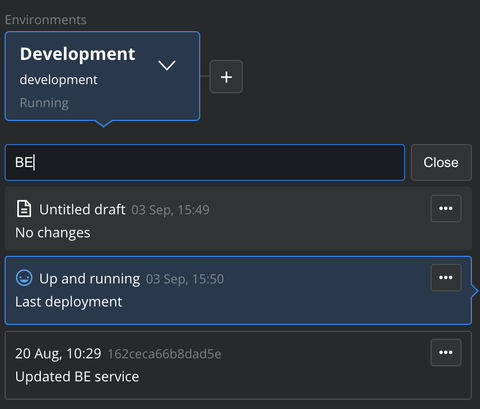 Environments
Development
development
Running
+
BE
Close
Untitled draft 03 Sep, 15:49
No changes
Up and running 03 Sep, 15:50
Last deployment
20 Aug, 10:29 162ceca66b8dad5e
Updated BE service